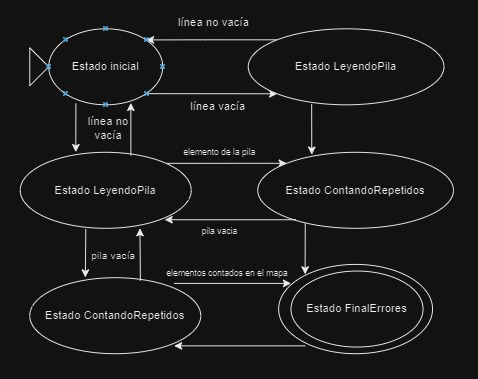 línea no vacía
Estado inicial
Estado LeyendoPila
línea vacía
línea no
vacía
elemento de la pila
Estado LeyendoPila
Estado ContandoRepetidos
pila vacía
pila vacía
elementos contados en el mapa
Estado ContandoRepetidos
Estado FinalErrores